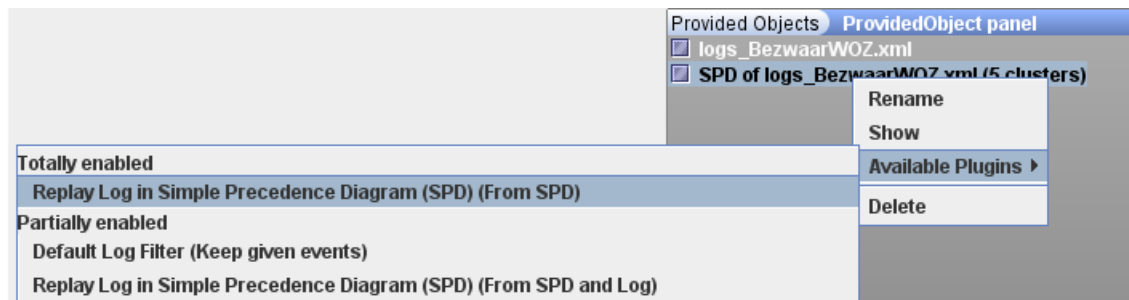 Provided Objects ProvidedObject panel
logs_BezwaarWOZ.xml
SPD of logs_BezwaarWOZ.xml (5 clusters)
Rename
Show
Available Plugins
Delete
Totally enabled
Replay Log in Simple Precedence Diagram (SPD) (From SPD)
Partially enabled
Default Log Filter (Keep given events)
Replay Log in Simple Precedence Diagram (SPD) (From SPD and Log)